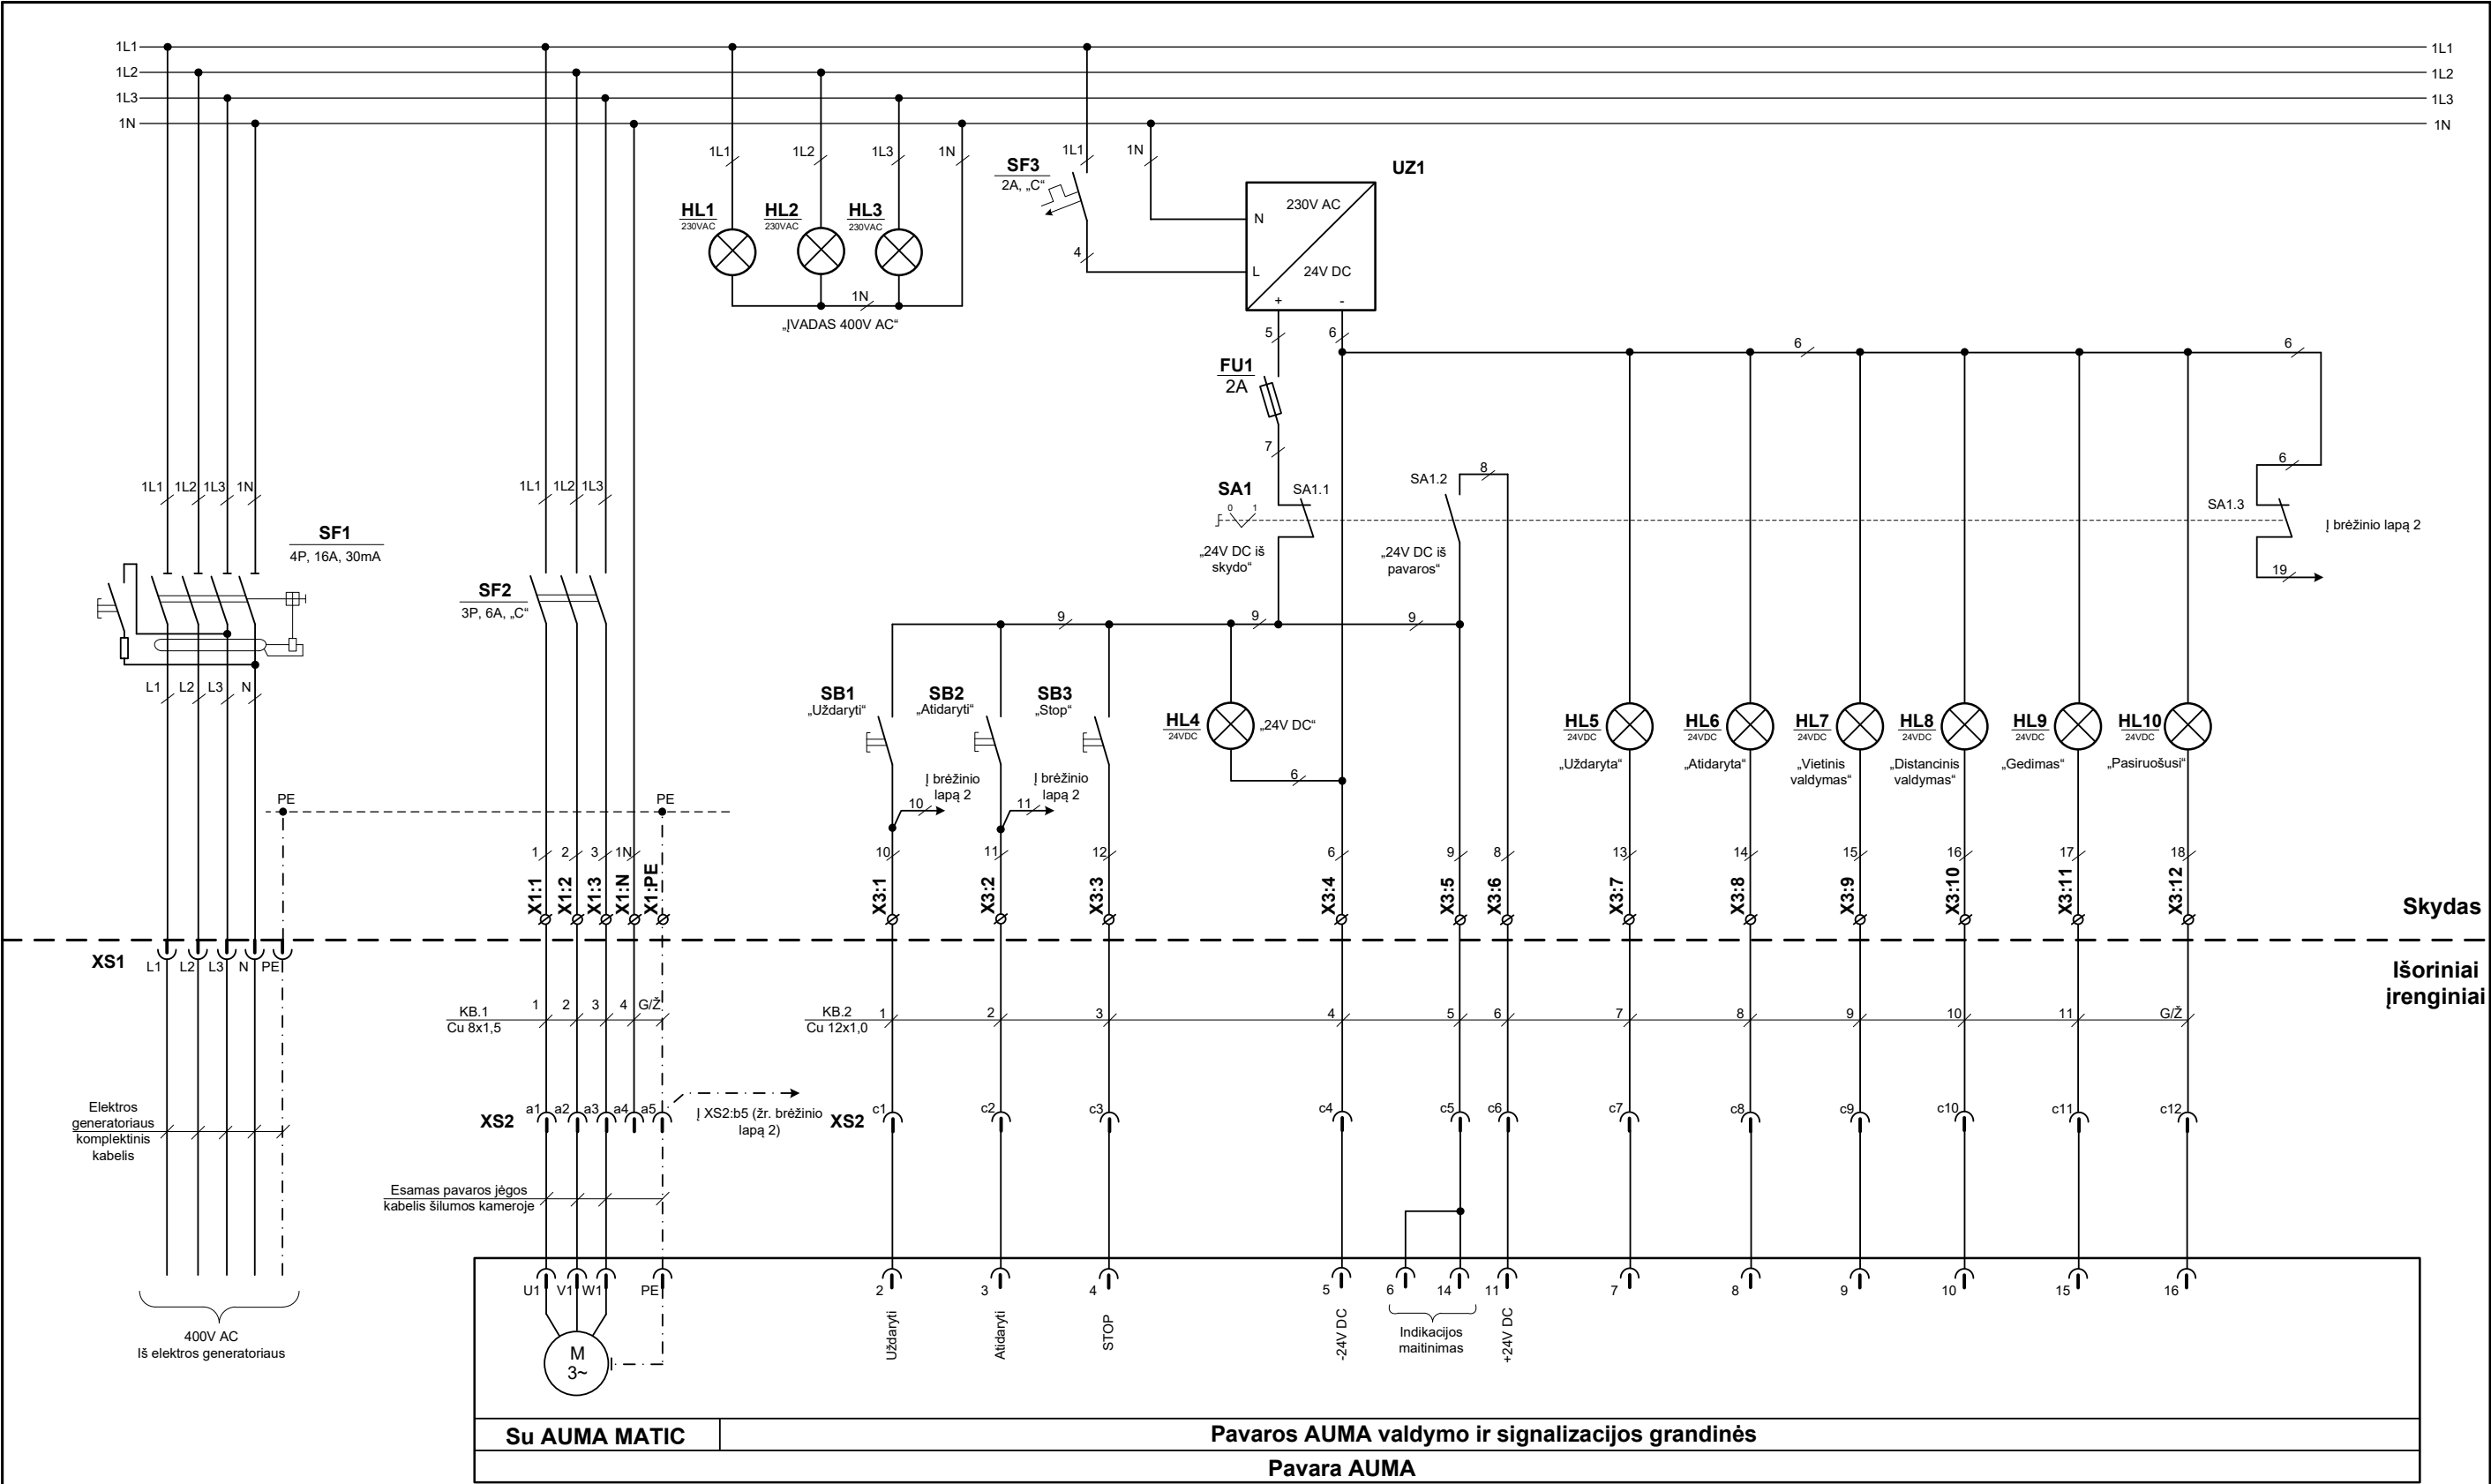 1L1
1L1
1L2
1L2
1L3
1L3
1N
1N
1L1
1L2
1L3
1N
1L1
1N
SF3
2A, „C“
UZ1
HL1
230VAC
HL2
230VAC
HL3
230VAC
230V AC
N
L
24V DC
+
-
4
1N
„ĮVADAS 400V AC“
5
6
6
6
FU1
2A
7
8
6
1L1
1L2
1L3
1N
1L1
1L2
1L3
SA1
0
1
SA1.1
SA1.2
SA1.3
Į brėžinio lapą 2
SF1
4P, 16A, 30mA
„24V DC iš
skydo“
„24V DC iš
pavaros“
19
SF2
3P, 6A, „C“
9
9
9
L1
L2
L3
N
SB1
„Uždaryti“
SB2
„Atidaryti“
SB3
„Stop“
HL4
24VDC
„24V DC“
HL5
24VDC
„Uždaryta“
HL6
24VDC
„Atidaryta“
HL7
24VDC
„Vietinis
valdymas“
HL8
24VDC
„Distancinis
valdymas“
HL9
24VDC
„Gedimas“
HL10
24VDC
„Pasiruošusi“
6
Į brėžinio
lapą 2
10
Į brėžinio
lapą 2
11
PE
PE
1
2
3
1N
10
11
12
6
9
8
13
14
15
16
17
18
X1:1
X1:2
X1:3
X1:N
X1:PE
X3:1
X3:2
X3:3
X3:4
X3:5
X3:6
X3:7
X3:8
X3:9
X3:10
X3:11
X3:12
Skydas
XS1
L1
L2
L3
N
PE
Išoriniai
įrenginiai
KB.1
Cu 8x1,5
1
2
3
4
G/Ž
KB.2
Cu 12x1,0
1
2
3
4
5
6
7
8
9
10
11
G/Ž
Elektros
generatoriaus
komplektinis
kabelis
XS2
a1
a2
a3
a4
a5
Į XS2:b5 (žr. brėžinio
lapą 2)
XS2
c1
c2
c3
c4
c5
c6
c7
c8
c9
c10
c11
c12
Esamas pavaros jėgos
kabelis šilumos kameroje
U1
V1
W1
PE
2
3
4
5
6
14
11
7
8
9
10
15
16
400V AC
Iš elektros generatoriaus
M
3~
Uždaryti
Atidaryti
STOP
-24V DC
Indikacijos
maitinimas
+24V DC
Su AUMA MATIC
Pavaros AUMA valdymo ir signalizacijos grandinės
Pavara AUMA